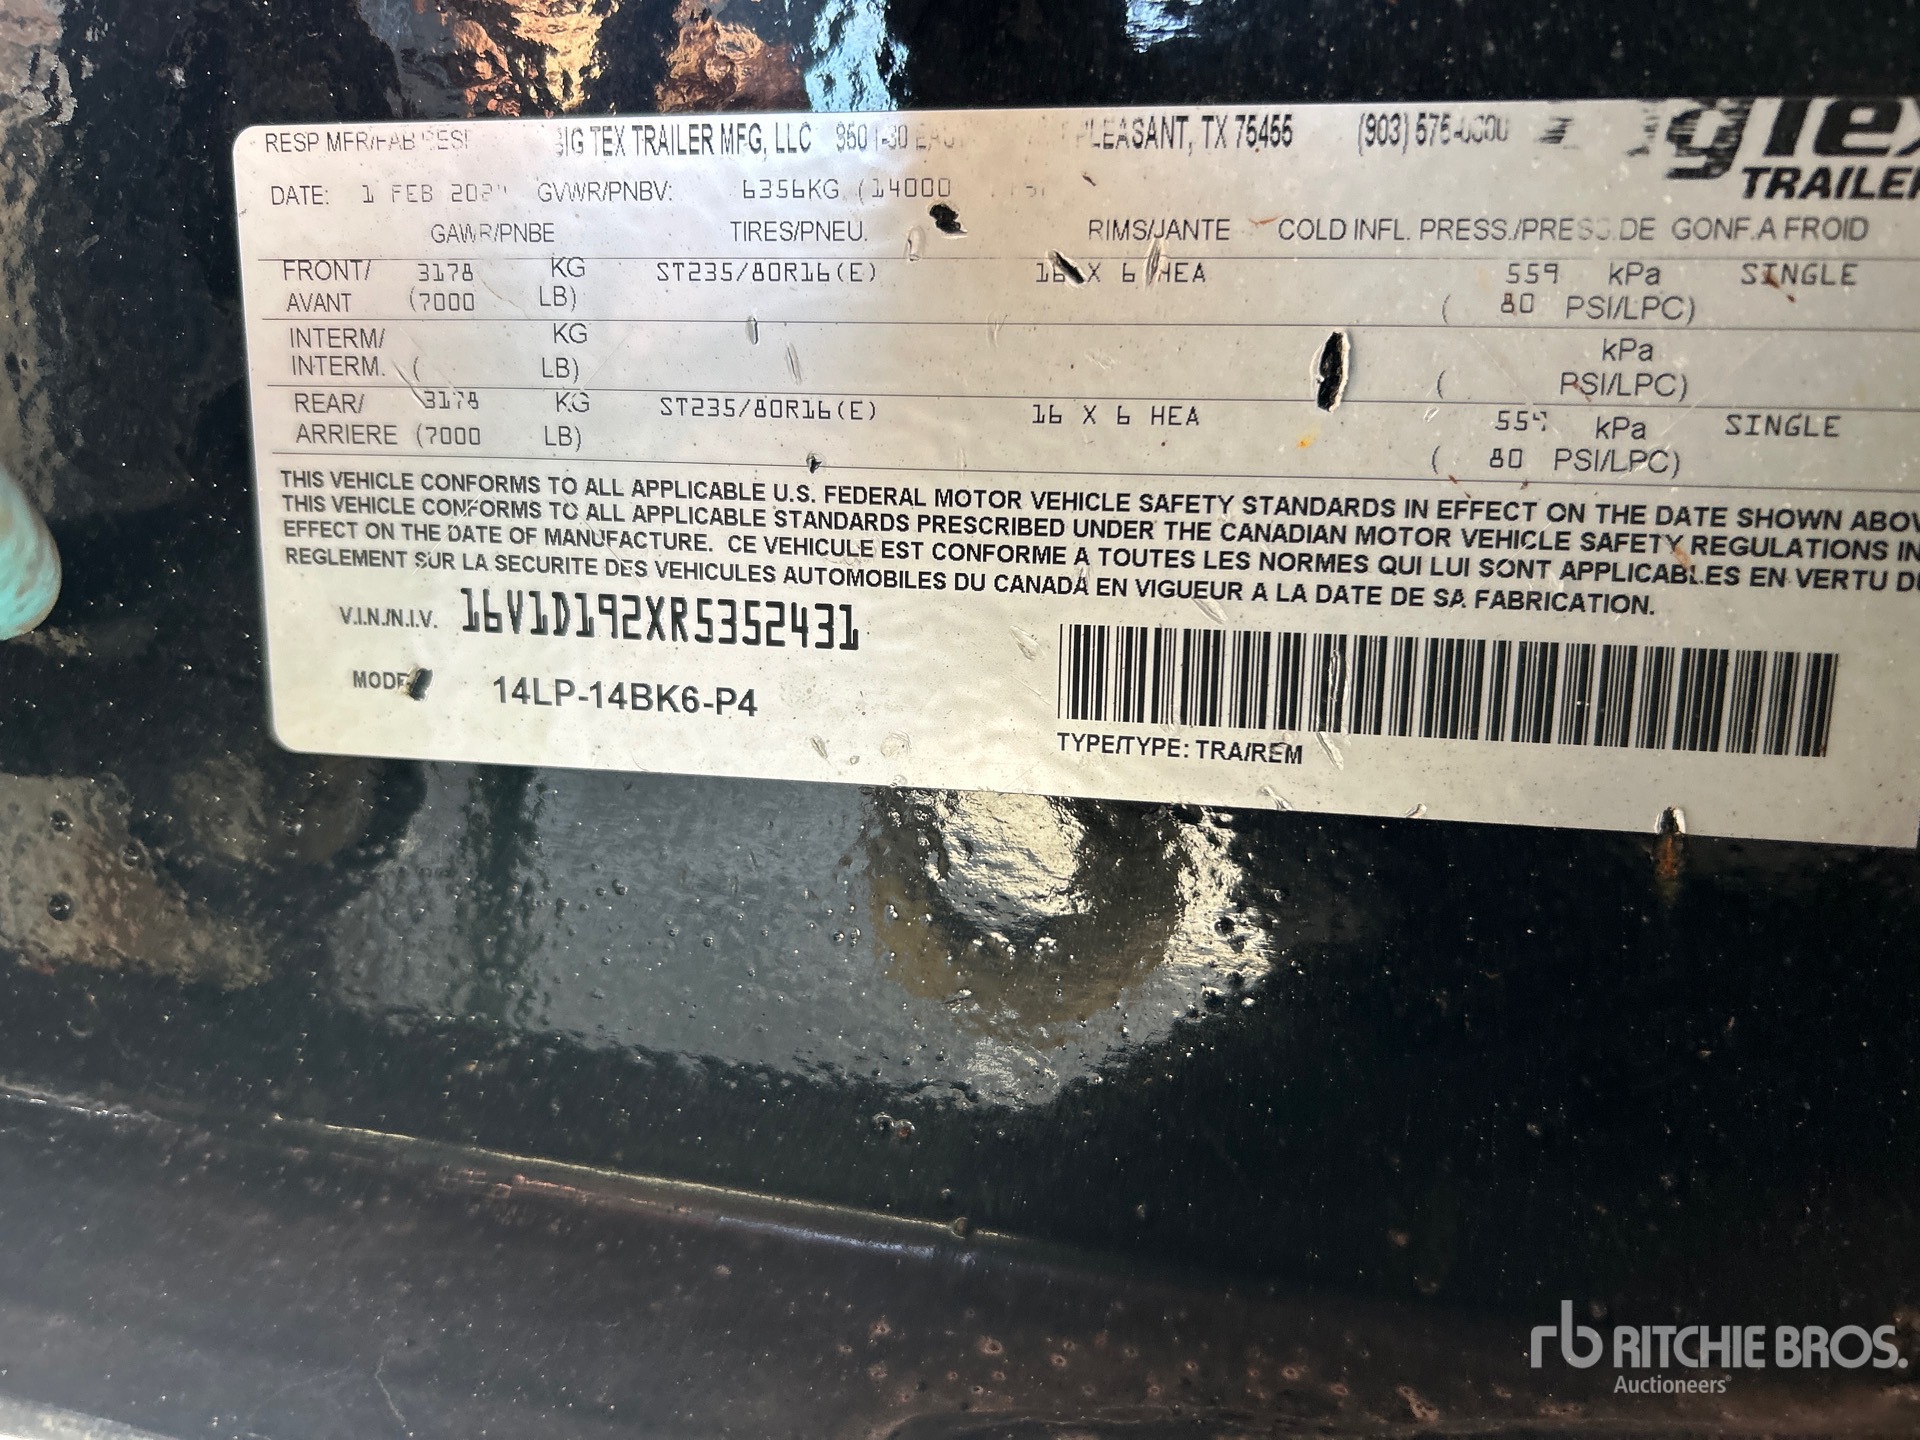 RESP MFR/FAB BIG TEX TRAILER MFG, LLC PLEASANT, TX 75455 (903)
gTex
TRAILER
DATE: 1 FEB GVWR/PNBV: 6356KG (14000
GAWR/PNBE TIRES/PNEU. RIMS/JANTE COLD INFL. PRESS./PRESS.DE GONF.A FROID
FRONT/ 3178 KG ST235/80R16(E) 16 X 6 HEA 559 kPa SINGLE
AVANT (7000 LB) ( 80 PSI/LPC)
INTERM/ KG kPa
INTERM. ( LB) ( PSI/LPC)
REAR/ 3178 KG ST235/80R16(E) 16 X 6 HEA 559 kPa SINGLE
ARRIERE (7000 LB) ( 80 PSI/LPC)
THIS VEHICLE CONFORMS TO ALL APPLICABLE U.S. FEDERAL MOTOR VEHICLE SAFETY STANDARDS IN EFFECT ON THE DATE SHOWN ABOV
THIS VEHICLE CONFORMS TO ALL APPLICABLE STANDARDS PRESCRIBED UNDER THE CANADIAN MOTOR VEHICLE SAFETY REGULATIONS IN
EFFECT ON THE DATE OF MANUFACTURE. CE VEHICULE EST CONFORME A TOUTES LES NORMES QUI LUI SONT APPLICABLES EN VERTU DU
REGLEMENT SUR LA SECURITE DES VEHICULES AUTOMOBILES DU CANADA EN VIGUEUR A LA DATE DE SA FABRICATION.
V.I.N./N.I.V. 16V1D192XR5352431
MODEL 14LP-14BK6-P4
TYPE/TYPE: TRA/REM
rb RITCHIE BROS.
Auctioneers